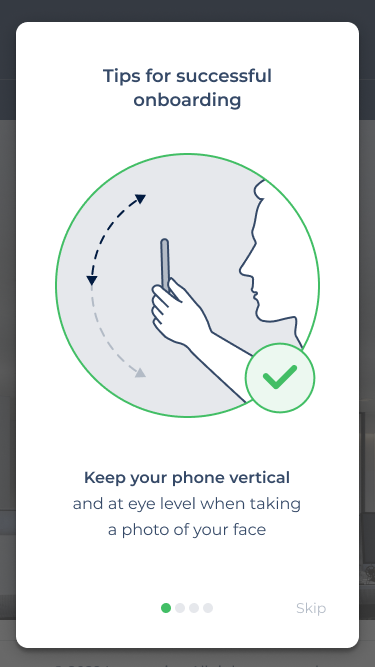 Tips for successful
onboarding
Keep your phone vertical
and at eye level when taking
a photo of your face
Skip